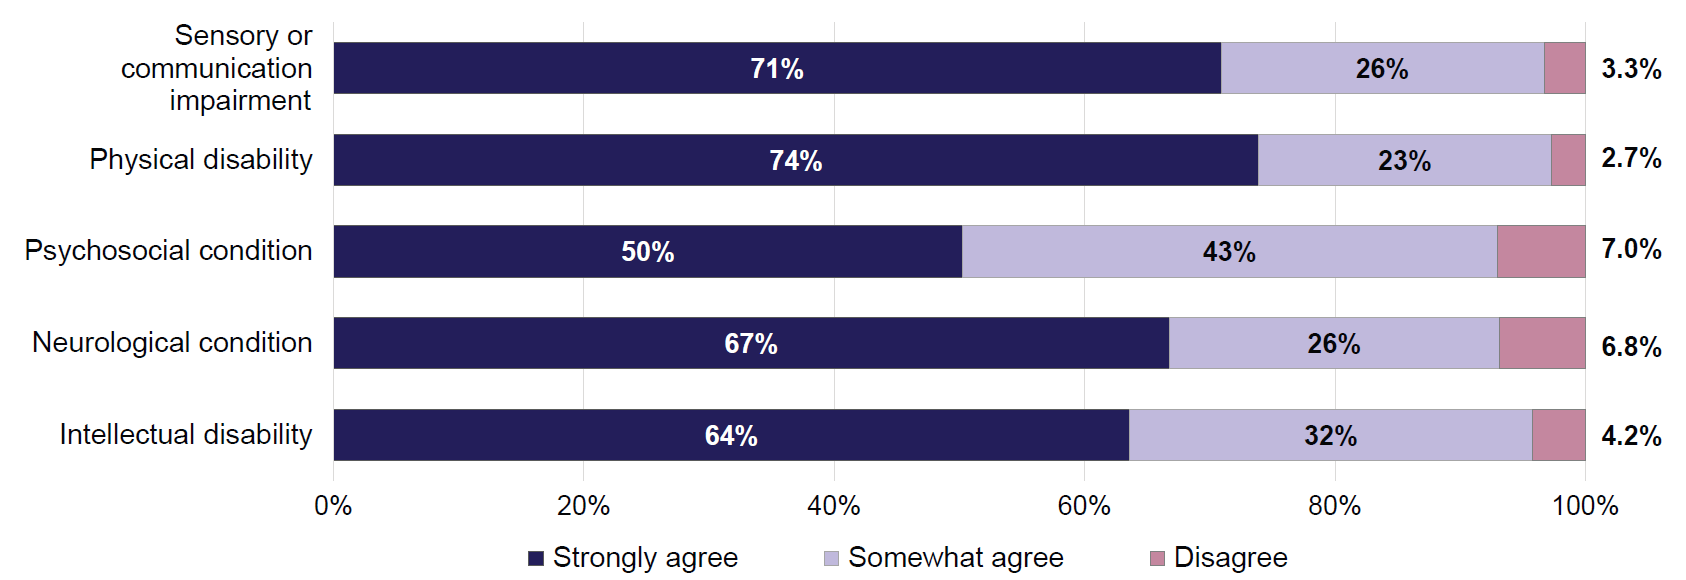 Sensory or
communication
impairment
71%
26%
3.3%
Physical disability
74%
23%
2.7%
Psychosocial condition
50%
43%
7.0%
Neurological condition
67%
26%
6.8%
Intellectual disability
64%
32%
4.2%
0% 20% 40% 60% 80% 100%
Strongly agree Somewhat agree Disagree